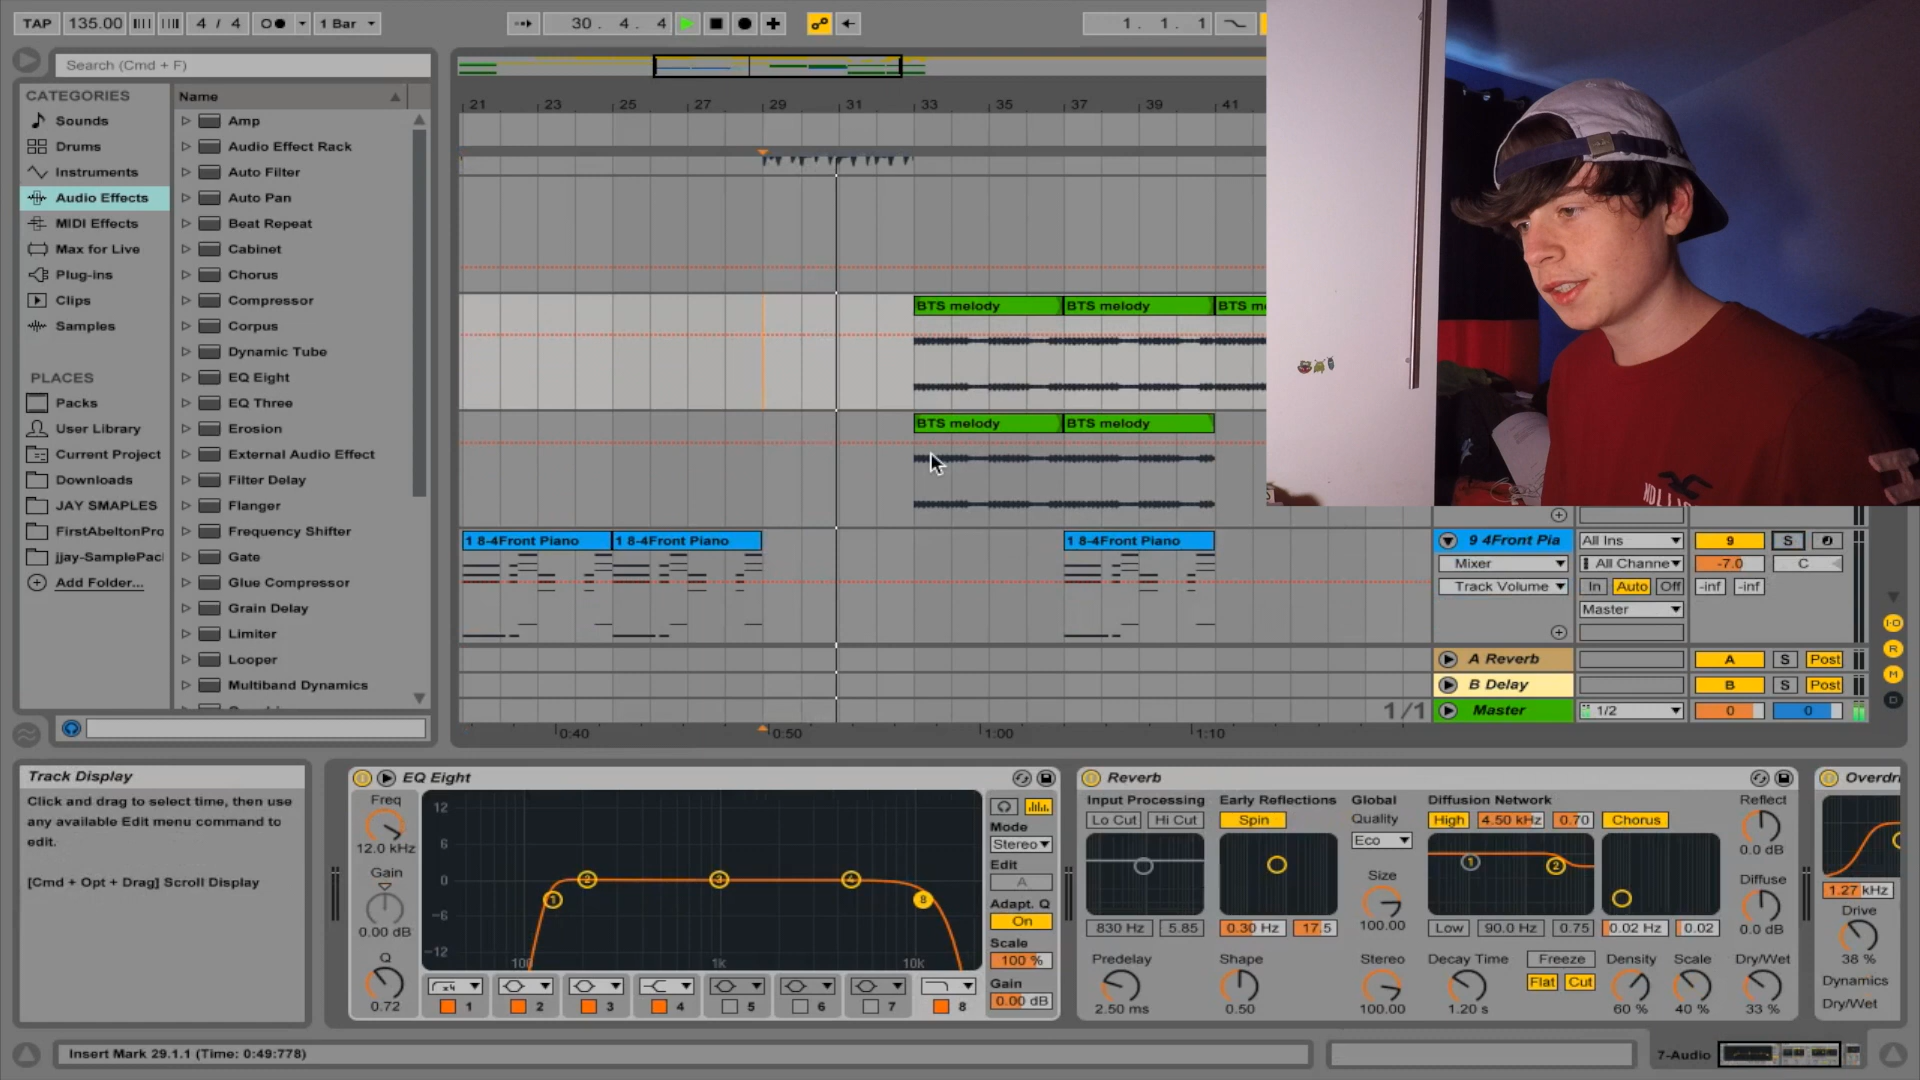 TAP 135.00 4 / 4 1 Bar 30. 4. 4 1. 1. 1
Search (Cmd + F)
CATEGORIES
Sounds
Drums
Instruments
Audio Effects
MIDI Effects
Max for Live
Plug-ins
Clips
Samples
PLACES
Packs
User Library
Current Project
Downloads
JAY SMAPLES
FirstAbeltonPro
jjay-SamplePac
Add Folder...
Name
Amp
Audio Effect Rack
Auto Filter
Auto Pan
Beat Repeat
Cabinet
Chorus
Compressor
Corpus
Dynamic Tube
EQ Eight
EQ Three
Erosion
External Audio Effect
Filter Delay
Flanger
Frequency Shifter
Gate
Glue Compressor
Grain Delay
Limiter
Looper
Multiband Dynamics
21 23 25 27 29 31 33 35 37 39 41
BTS melody BTS melody BTS m
BTS melody BTS melody
1 8-4Front Piano 1 8-4Front Piano 1 8-4Front Piano
9 4Front Pia All Ins 9 S
Mixer All Channe -7.0 C
Track Volume In Auto Off -inf -inf
Master
A Reverb A S Post
B Delay B S Post
1/1 Master 1/2 0 0
0:40 0:50 1:00 1:10
I·O
R
M
D
Track Display
Click and drag to select time, then use
any available Edit menu command to
edit.
[Cmd + Opt + Drag] Scroll Display
EQ Eight
Freq
12.0 kHz
Gain
0.00 dB
Q
0.72
12
6
0
-6
-12
100 1k 10k
1 2 3 4 8
x4
1 2 3 4 5 6 7 8
Mode
Stereo
Edit
A
Adapt. Q
On
Scale
100 %
Gain
0.00 dB
Reverb
Input Processing
Lo Cut Hi Cut
830 Hz 5.85
Predelay
2.50 ms
Early Reflections
Spin
0.30 Hz 17.5
Shape
0.50
Global
Quality
Eco
Size
100.00
Stereo
100.00
Diffusion Network
High 4.50 kHz 0.70 Chorus
1 2
Low 90.0 Hz 0.75 0.02 Hz 0.02
Decay Time
1.20 s
Freeze
Flat Cut
Density
60 %
Scale
40 %
Reflect
0.0 dB
Diffuse
0.0 dB
Dry/Wet
33 %
Overdri
1.27 kHz
Drive
38 %
Dynamics
Dry/Wet
Insert Mark 29.1.1 (Time: 0:49:778)
7-Audio